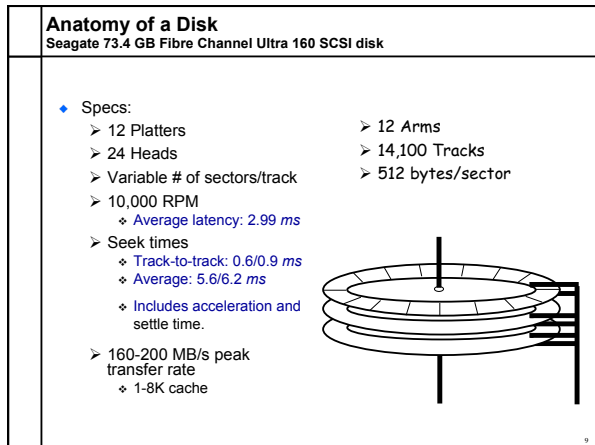 Anatomy of a Disk
Seagate 73.4 GB Fibre Channel Ultra 160 SCSI disk
◆ Specs:
➢ 12 Platters
➢ 24 Heads
➢ Variable # of sectors/track
➢ 10,000 RPM
❖ Average latency: 2.99 ms
➢ Seek times
❖ Track-to-track: 0.6/0.9 ms
❖ Average: 5.6/6.2 ms
❖ Includes acceleration and
settle time.
➢ 160-200 MB/s peak
transfer rate
❖ 1-8K cache
➢ 12 Arms
➢ 14,100 Tracks
➢ 512 bytes/sector
9